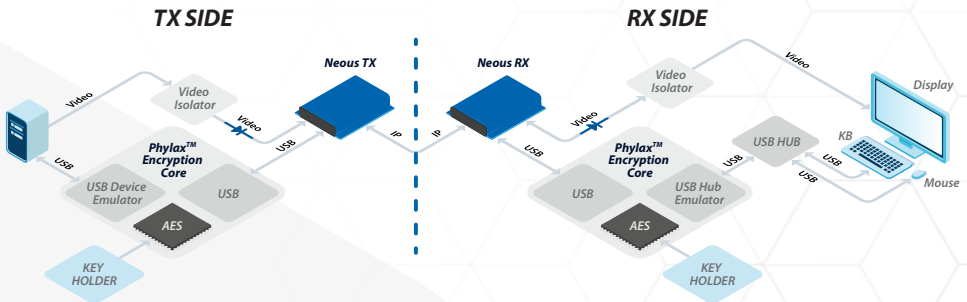 TX SIDE
RX SIDE
Neous TX
Neous RX
Video
Video
Isolator
Video
USB
IP
IP
USB
Phylax™
Encryption
Core
USB Device
Emulator
USB
AES
KEY
HOLDER
Video
Isolator
Video
Video
Display
USB HUB
KB
USB
USB
Mouse
USB
USB
Phylax™
Encryption
Core
USB
USB Hub
Emulator
AES
KEY
HOLDER